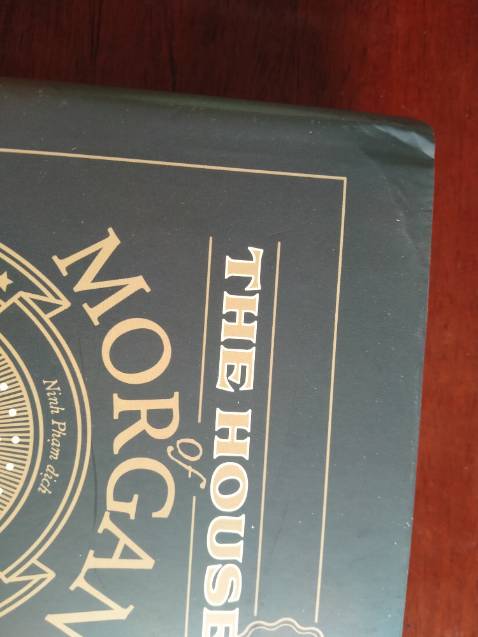 THE HOUSE
of
MORGAN
Ninh Phạm dịch